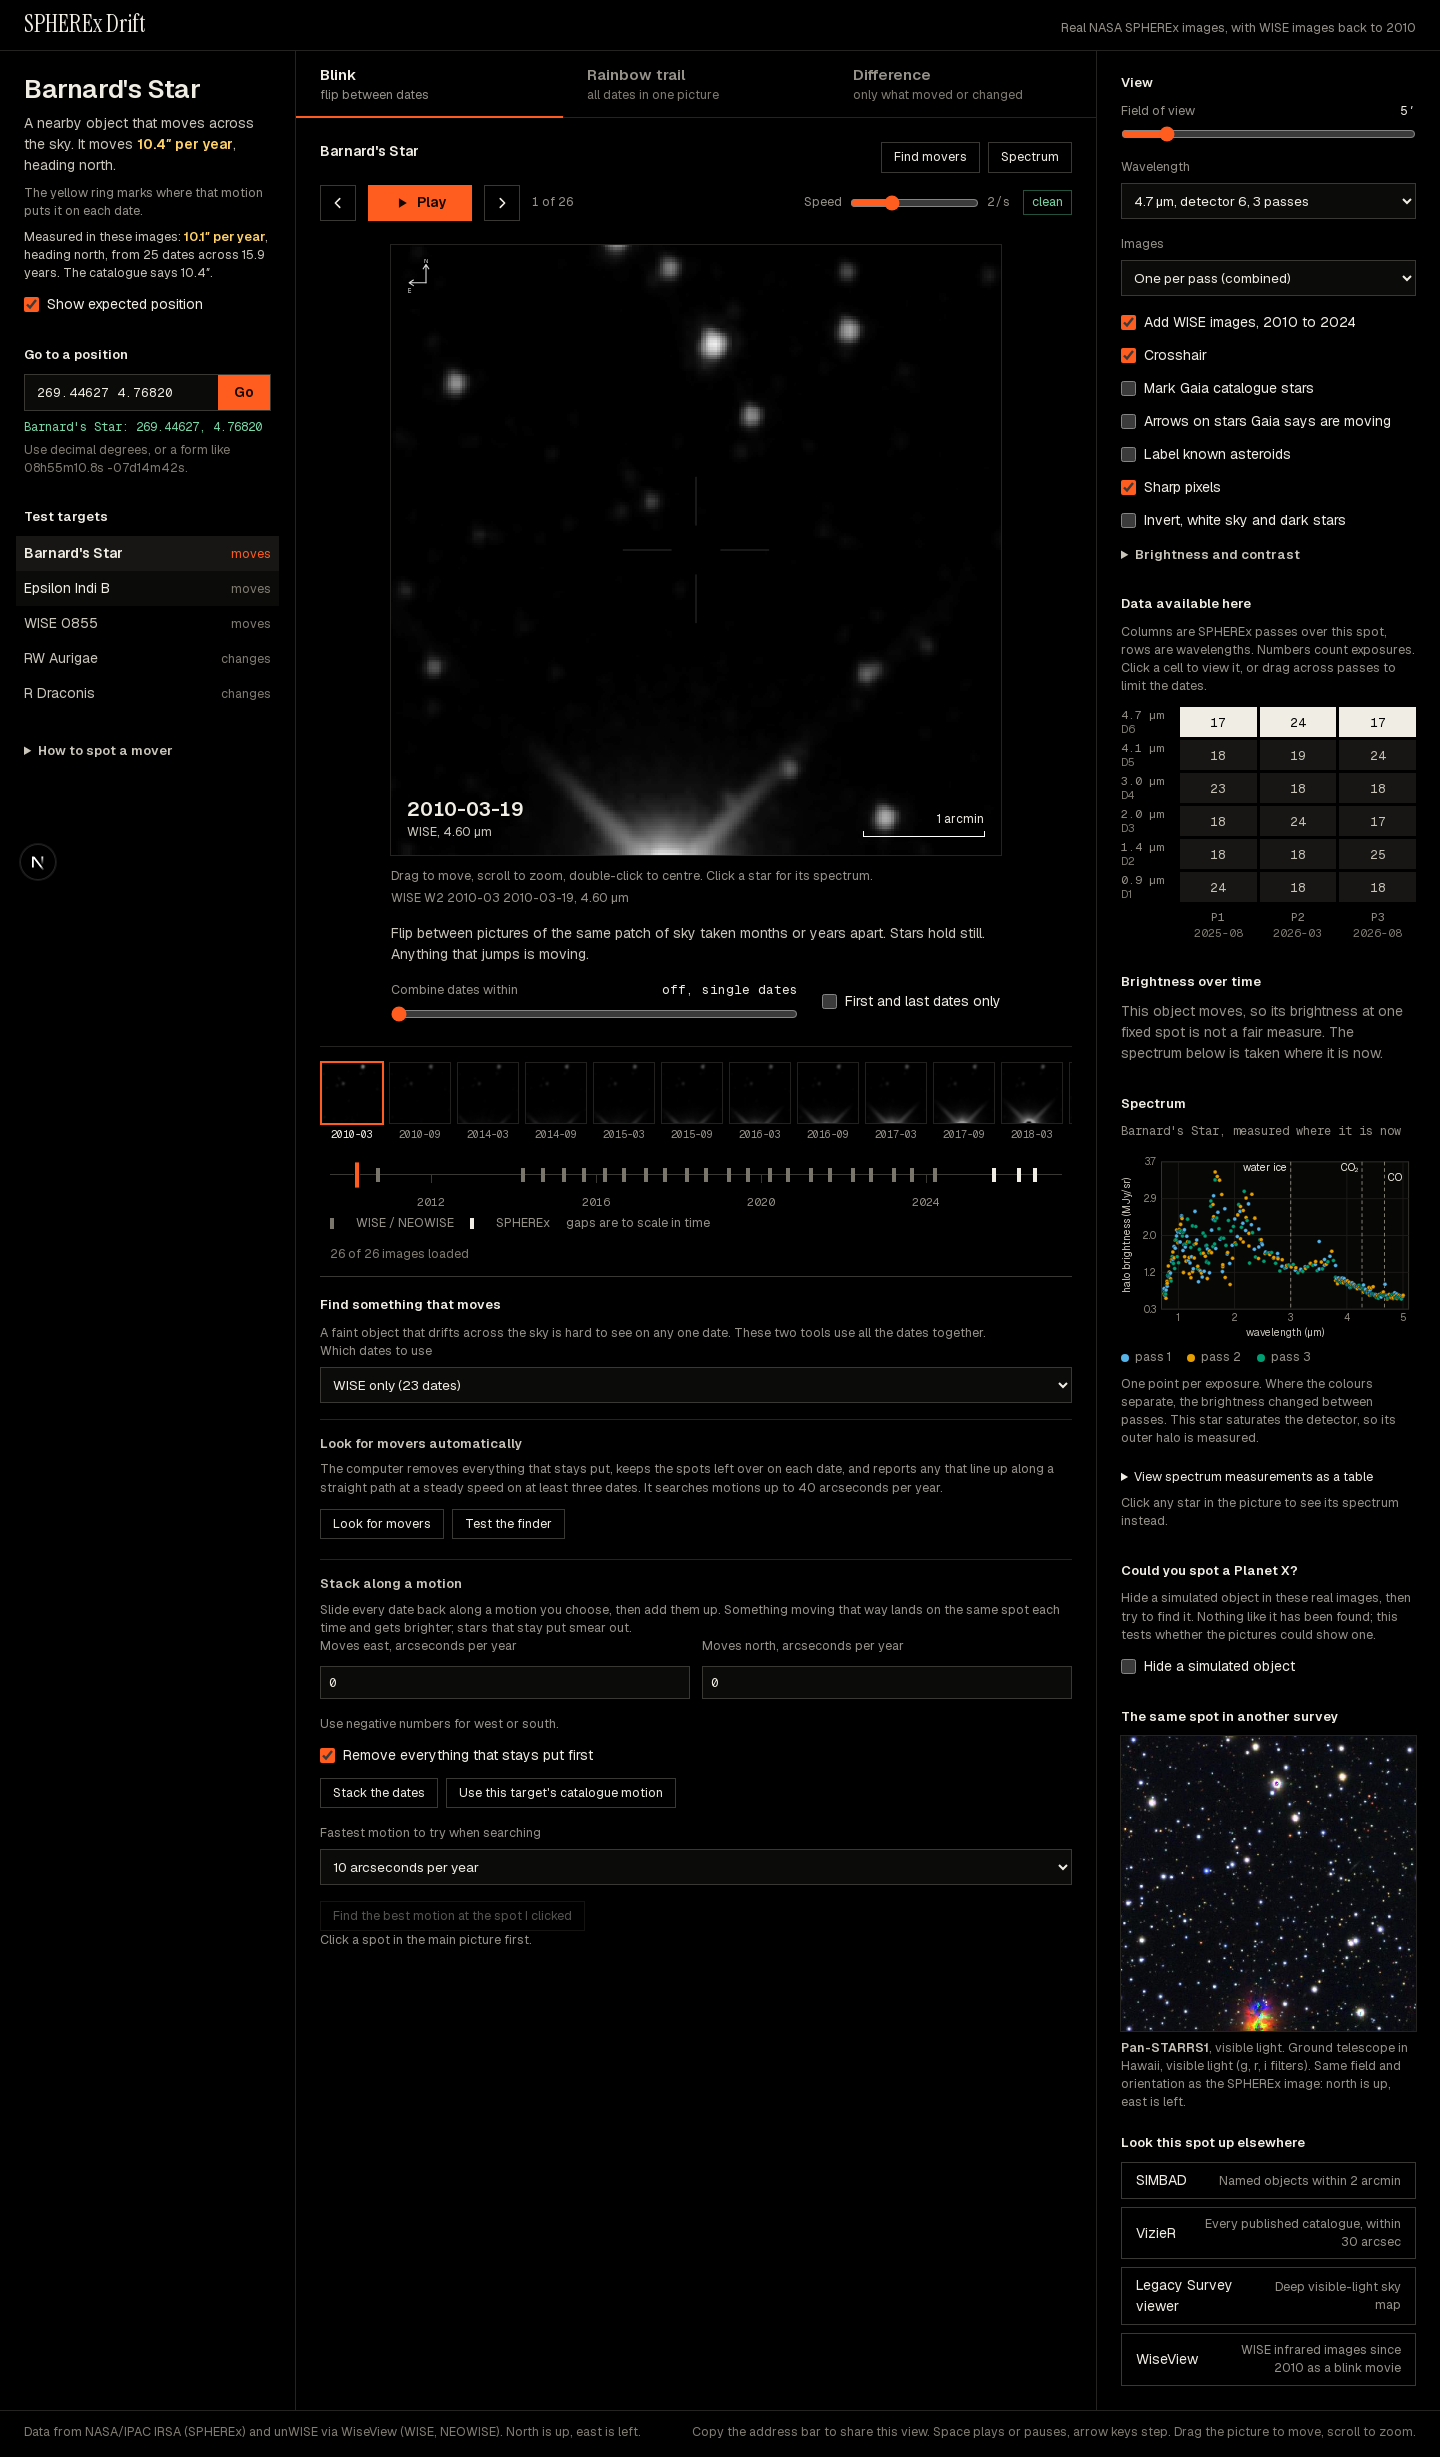 SPHEREx Drift
Real NASA SPHEREx images, with WISE images back to 2010
Barnard's Star
A nearby object that moves across
the sky. It moves 10.4″ per year,
heading north.
The yellow ring marks where that motion
puts it on each date.
Measured in these images: 10.1″ per year,
heading north, from 25 dates across 15.9
years. The catalogue says 10.4″.
Show expected position
Go to a position
269.44627 4.76820
Go
Barnard's Star: 269.44627, 4.76820
Use decimal degrees, or a form like
08h55m10.8s -07d14m42s.
Test targets
Barnard's Star moves
Epsilon Indi B moves
WISE 0855 moves
RW Aurigae changes
R Draconis changes
How to spot a mover
N
Blink
flip between dates
Rainbow trail
all dates in one picture
Difference
only what moved or changed
Barnard's Star
Find movers
Spectrum
Play
1 of 26
Speed
2/s
clean
N
E
2010-03-19
WISE, 4.60 µm
1 arcmin
Drag to move, scroll to zoom, double-click to centre. Click a star for its spectrum.
WISE W2 2010-03 2010-03-19, 4.60 µm
Flip between pictures of the same patch of sky taken months or years apart. Stars hold still.
Anything that jumps is moving.
Combine dates within
off, single dates
First and last dates only
2010-03 2010-09 2014-03 2014-09 2015-03 2015-09 2016-03 2016-09 2017-03 2017-09 2018-03
2012 2016 2020 2024
WISE / NEOWISE SPHEREx gaps are to scale in time
26 of 26 images loaded
Find something that moves
A faint object that drifts across the sky is hard to see on any one date. These two tools use all the dates together.
Which dates to use
WISE only (23 dates)
Look for movers automatically
The computer removes everything that stays put, keeps the spots left over on each date, and reports any that line up along a
straight path at a steady speed on at least three dates. It searches motions up to 40 arcseconds per year.
Look for movers
Test the finder
Stack along a motion
Slide every date back along a motion you choose, then add them up. Something moving that way lands on the same spot each
time and gets brighter; stars that stay put smear out.
Moves east, arcseconds per year
Moves north, arcseconds per year
0
0
Use negative numbers for west or south.
Remove everything that stays put first
Stack the dates
Use this target's catalogue motion
Fastest motion to try when searching
10 arcseconds per year
Find the best motion at the spot I clicked
Click a spot in the main picture first.
View
Field of view
5′
Wavelength
4.7 µm, detector 6, 3 passes
Images
One per pass (combined)
Add WISE images, 2010 to 2024
Crosshair
Mark Gaia catalogue stars
Arrows on stars Gaia says are moving
Label known asteroids
Sharp pixels
Invert, white sky and dark stars
Brightness and contrast
Data available here
Columns are SPHEREx passes over this spot,
rows are wavelengths. Numbers count exposures.
Click a cell to view it, or drag across passes to
limit the dates.
4.7 µm D6 17 24 17
4.1 µm D5 18 19 24
3.0 µm D4 23 18 18
2.0 µm D3 18 24 17
1.4 µm D2 18 18 25
0.9 µm D1 24 18 18
P1 P2 P3
2025-08 2026-03 2026-08
Brightness over time
This object moves, so its brightness at one
fixed spot is not a fair measure. The
spectrum below is taken where it is now.
Spectrum
Barnard's Star, measured where it is now
halo brightness (MJy/sr)
3.7
2.9
2.0
1.2
0.3
water ice
CO₂
CO
1 2 3 4 5
wavelength (µm)
pass 1 pass 2 pass 3
One point per exposure. Where the colours
separate, the brightness changed between
passes. This star saturates the detector, so its
outer halo is measured.
View spectrum measurements as a table
Click any star in the picture to see its spectrum
instead.
Could you spot a Planet X?
Hide a simulated object in these real images, then
try to find it. Nothing like it has been found; this
tests whether the pictures could show one.
Hide a simulated object
The same spot in another survey
Pan-STARRS1, visible light. Ground telescope in
Hawaii, visible light (g, r, i filters). Same field and
orientation as the SPHEREx image: north is up,
east is left.
Look this spot up elsewhere
SIMBAD
Named objects within 2 arcmin
VizieR
Every published catalogue, within
30 arcsec
Legacy Survey
viewer
Deep visible-light sky
map
WiseView
WISE infrared images since
2010 as a blink movie
Data from NASA/IPAC IRSA (SPHEREx) and unWISE via WiseView (WISE, NEOWISE). North is up, east is left.
Copy the address bar to share this view. Space plays or pauses, arrow keys step. Drag the picture to move, scroll to zoom.